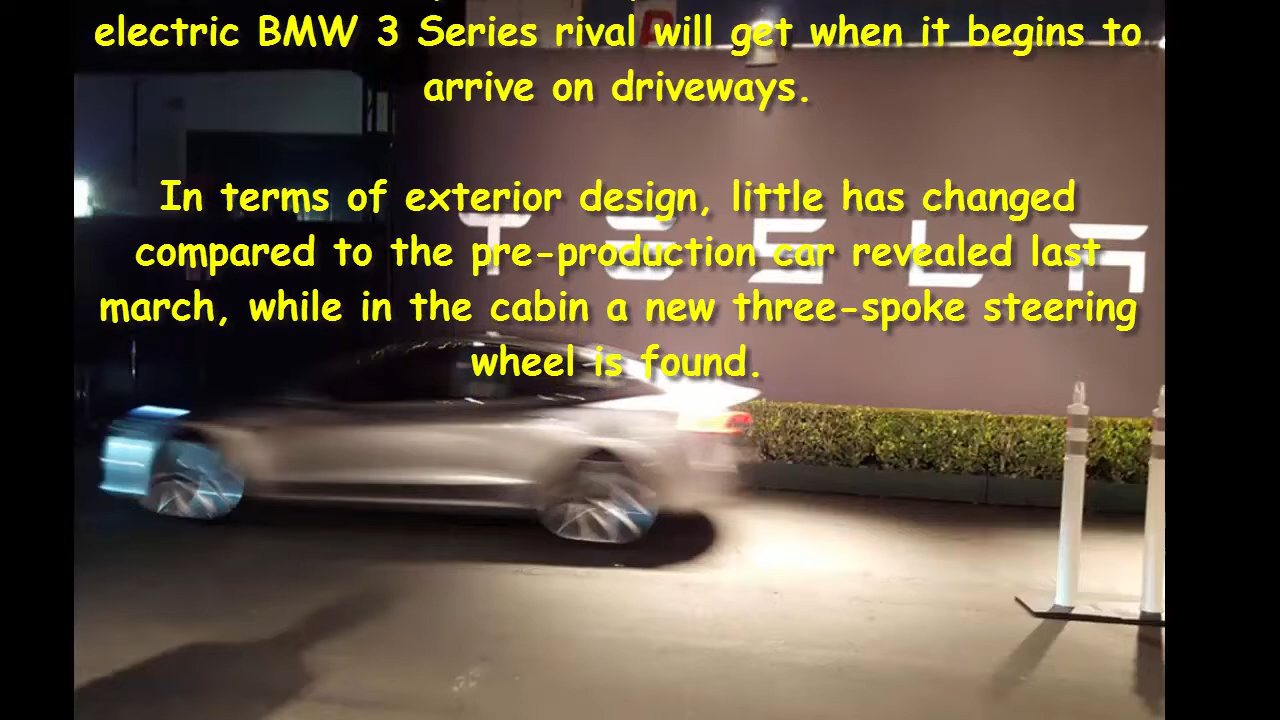 electric BMW 3 Series rival will get when it begins to
arrive on driveways.
In terms of exterior design, little has changed
compared to the pre-production car revealed last
march, while in the cabin a new three-spoke steering
wheel is found.
TESLA